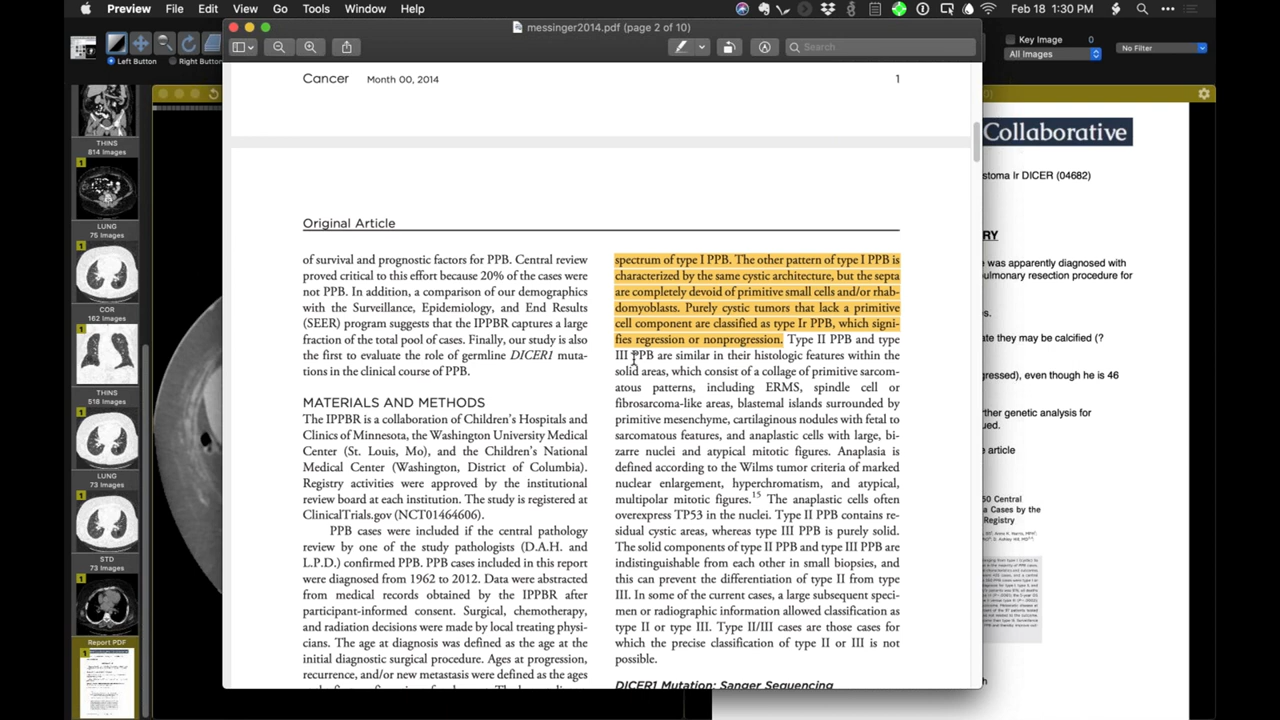 Preview File Edit View Go Tools Window Help
Feb 18 1:30 PM
messinger2014.pdf (page 2 of 10)
Search
Left Button
Right Button
Key Image 0
All Images
No Filter
THINS
814 Images
1
LUNG
75 Images
1
COR
162 Images
1
THINS
518 Images
1
LUNG
73 Images
1
STD
73 Images
1
Report PDF
1
Cancer Month 00, 2014 1
Original Article
of survival and prognostic factors for PPB. Central review
proved critical to this effort because 20% of the cases were
not PPB. In addition, a comparison of our demographics
with the Surveillance, Epidemiology, and End Results
(SEER) program suggests that the IPPBR captures a large
fraction of the total pool of cases. Finally, our study is also
the first to evaluate the role of germline DICER1 muta-
tions in the clinical course of PPB.
MATERIALS AND METHODS
The IPPBR is a collaboration of Children's Hospitals and
Clinics of Minnesota, the Washington University Medical
Center (St. Louis, Mo), and the Children's National
Medical Center (Washington, District of Columbia).
Registry activities were approved by the institutional
review board at each institution. The study is registered at
ClinicalTrials.gov (NCT01464606).
PPB cases were included if the central pathology
review by one of the study pathologists (D.A.H. and
L.P.D.) confirmed PPB. PPB cases included in this report
were diagnosed from 1962 to 2012. Data were abstracted
from medical records obtained by the IPPBR after
participant-informed consent. Surgical, chemotherapy,
radiation decisions were made by local treating physi-
cians. The age at diagnosis was defined as the age at the
initial diagnostic surgical procedure. Ages at progression,
recurrence, and/or new metastasis were defined as the ages
spectrum of type I PPB. The other pattern of type I PPB is
characterized by the same cystic architecture, but the septa
are completely devoid of primitive small cells and/or rhab-
domyoblasts. Purely cystic tumors that lack a primitive
cell component are classified as type Ir PPB, which signi-
fies regression or nonprogression. Type II PPB and type
III PPB are similar in their histologic features within the
solid areas, which consist of a collage of primitive sarcom-
atous patterns, including ERMS, spindle cell or
fibrosarcoma-like areas, blastemal islands surrounded by
primitive mesenchyme, cartilaginous nodules with fetal to
sarcomatous features, and anaplastic cells with large, bi-
zarre nuclei and atypical mitotic figures. Anaplasia is
defined according to the Wilms tumor criteria of marked
nuclear enlargement, hyperchromasia, and atypical,
multipolar mitotic figures.15 The anaplastic cells often
overexpress TP53 in the nuclei. Type II PPB contains re-
sidual cystic areas, whereas type III PPB is purely solid.
The solid components of type II PPB and type III PPB are
indistinguishable from each other in small biopsies, and
this can prevent the differentiation of type II from type
III. In some of the current cases, a large substantive speci-
men or radiographic information allowed classification as
type II or type III. Type II/III cases are those cases for
which the precise classification of type II or III is not
possible.
DICER1 Mutation: Sanger Sequencing
Collaborative
stoma Ir DICER (04682)
RY
was apparently diagnosed with
ulmonary resection procedure for
s.
ate they may be calcified (?
gressed), even though he is 46
rther genetic analysis for
ued.
e article
50 Central
a Cases by the
Registry